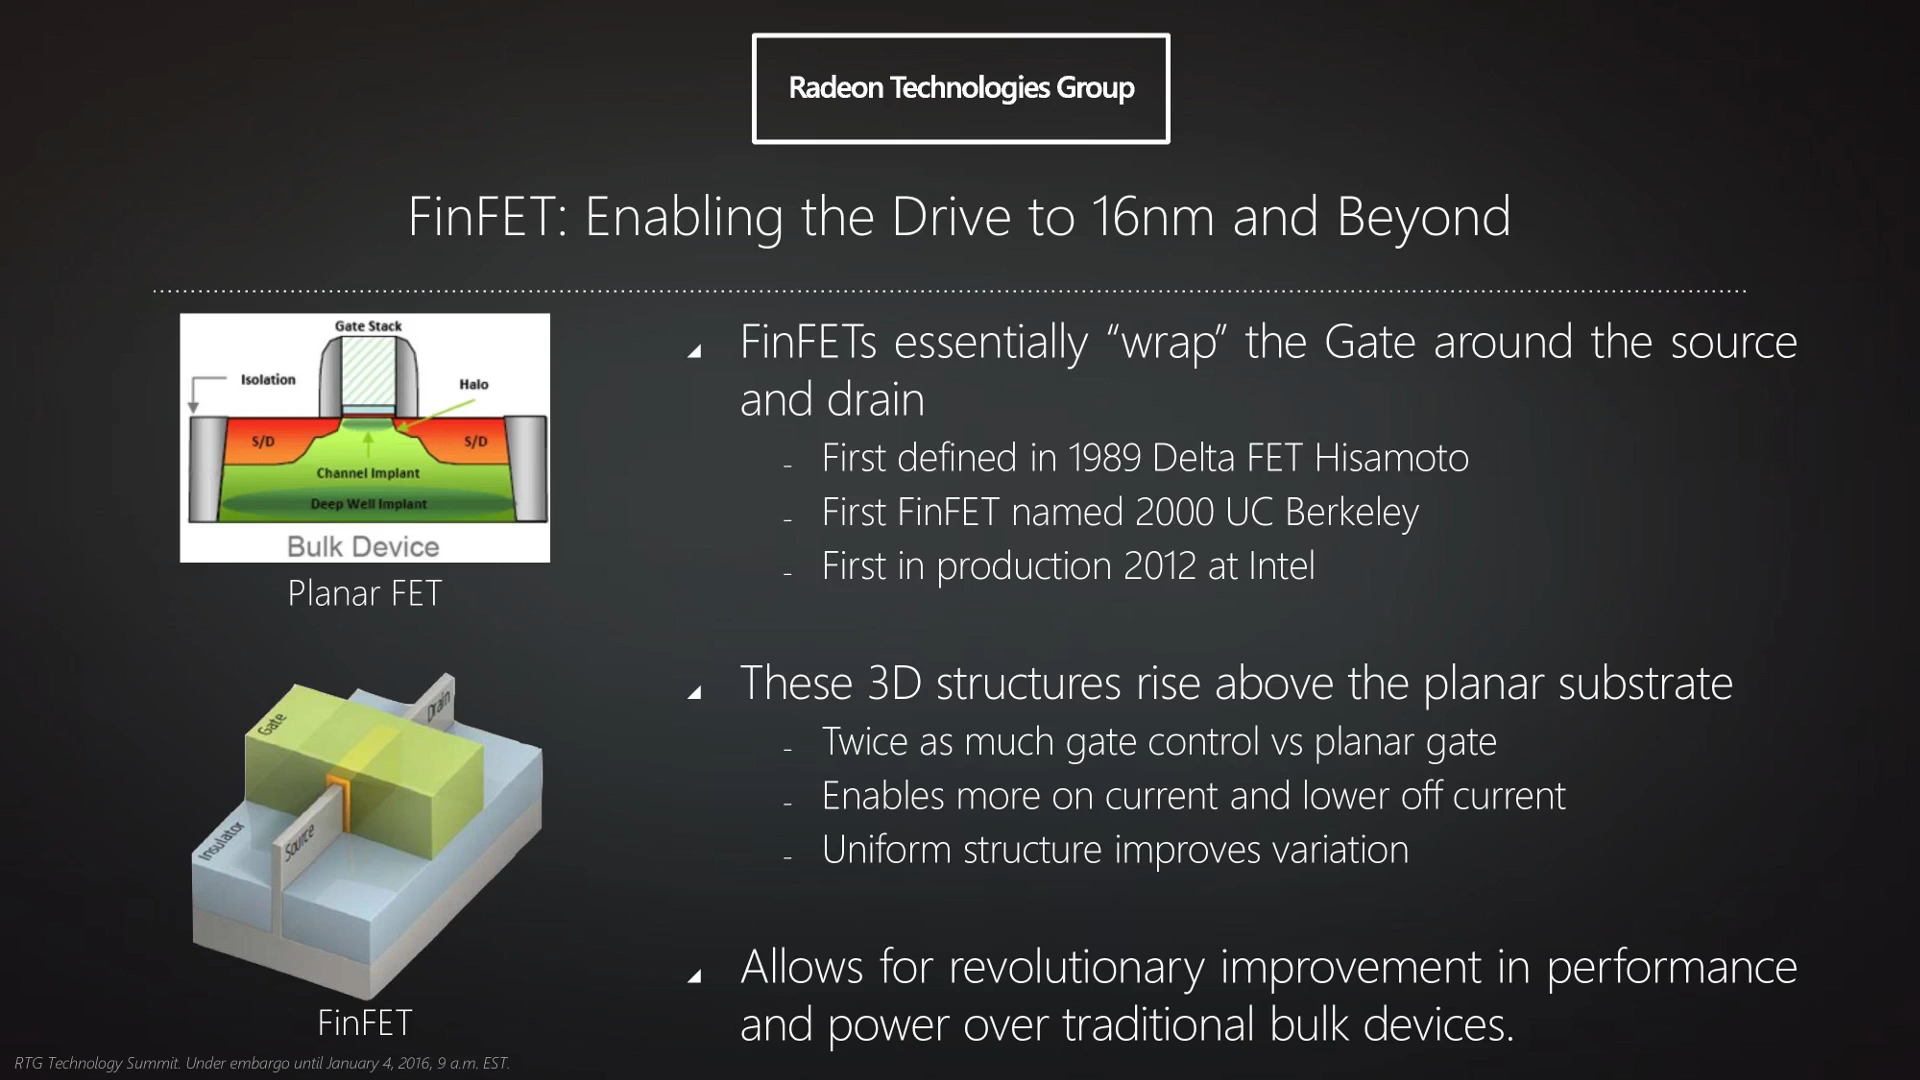 Radeon Technologies Group
FinFET: Enabling the Drive to 16nm and Beyond
Gate Stack
Isolation
Halo
S/D
S/D
Channel Implant
Deep Well Implant
Bulk Device
Planar FET
Gate
Drain
Insulator
Source
FinFET
FinFETs essentially “wrap” the Gate around the source
and drain
- First defined in 1989 Delta FET Hisamoto
- First FinFET named 2000 UC Berkeley
- First in production 2012 at Intel
These 3D structures rise above the planar substrate
- Twice as much gate control vs planar gate
- Enables more on current and lower off current
- Uniform structure improves variation
Allows for revolutionary improvement in performance
and power over traditional bulk devices.
RTG Technology Summit. Under embargo until January 4, 2016, 9 a.m. EST.